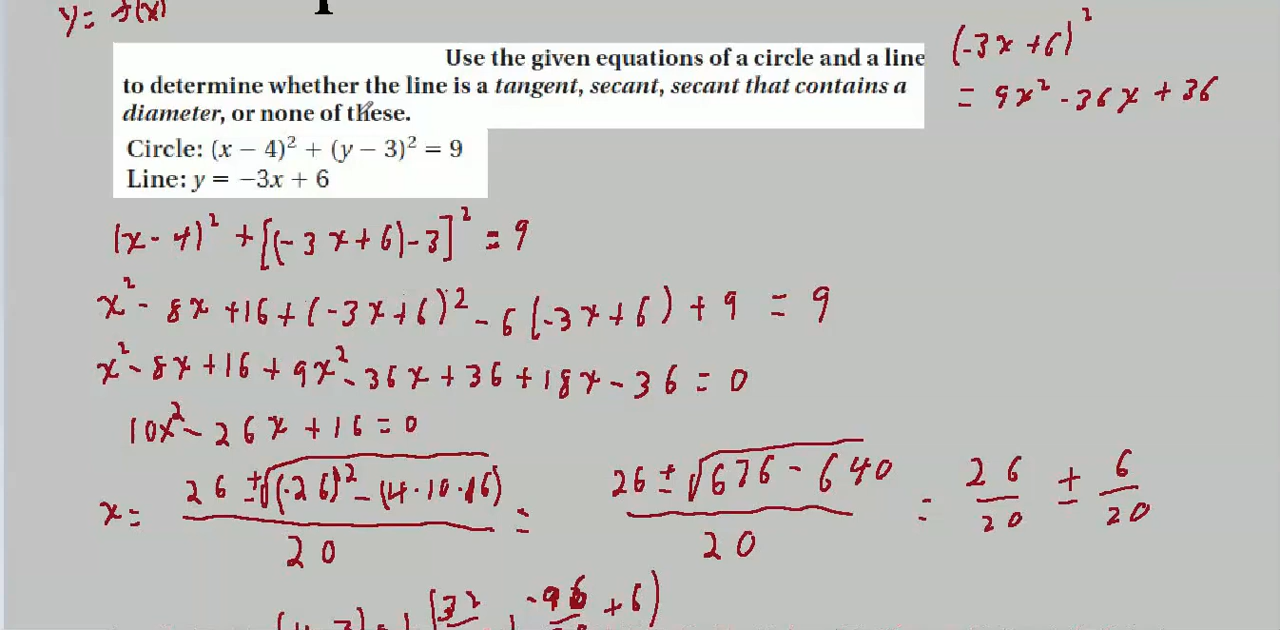 y = f(x)
Use the given equations of a circle and a line
to determine whether the line is a tangent, secant, secant that contains a
diameter, or none of these.
Circle: (x − 4)² + (y − 3)² = 9
Line: y = −3x + 6
(-3x + 6)²
= 9x² - 36x + 36
(x - 4)² + [(-3x + 6) - 3]² = 9
x² - 8x + 16 + (-3x + 6)² - 6(-3x + 6) + 9 = 9
x² - 8x + 16 + 9x² - 36x + 36 + 18x - 36 = 0
10x² - 26x + 16 = 0
x = (26 ± √((-26)² - (4·10·16))) / 20 = (26 ± √(676 - 640)) / 20 = 26/20 ± 6/20